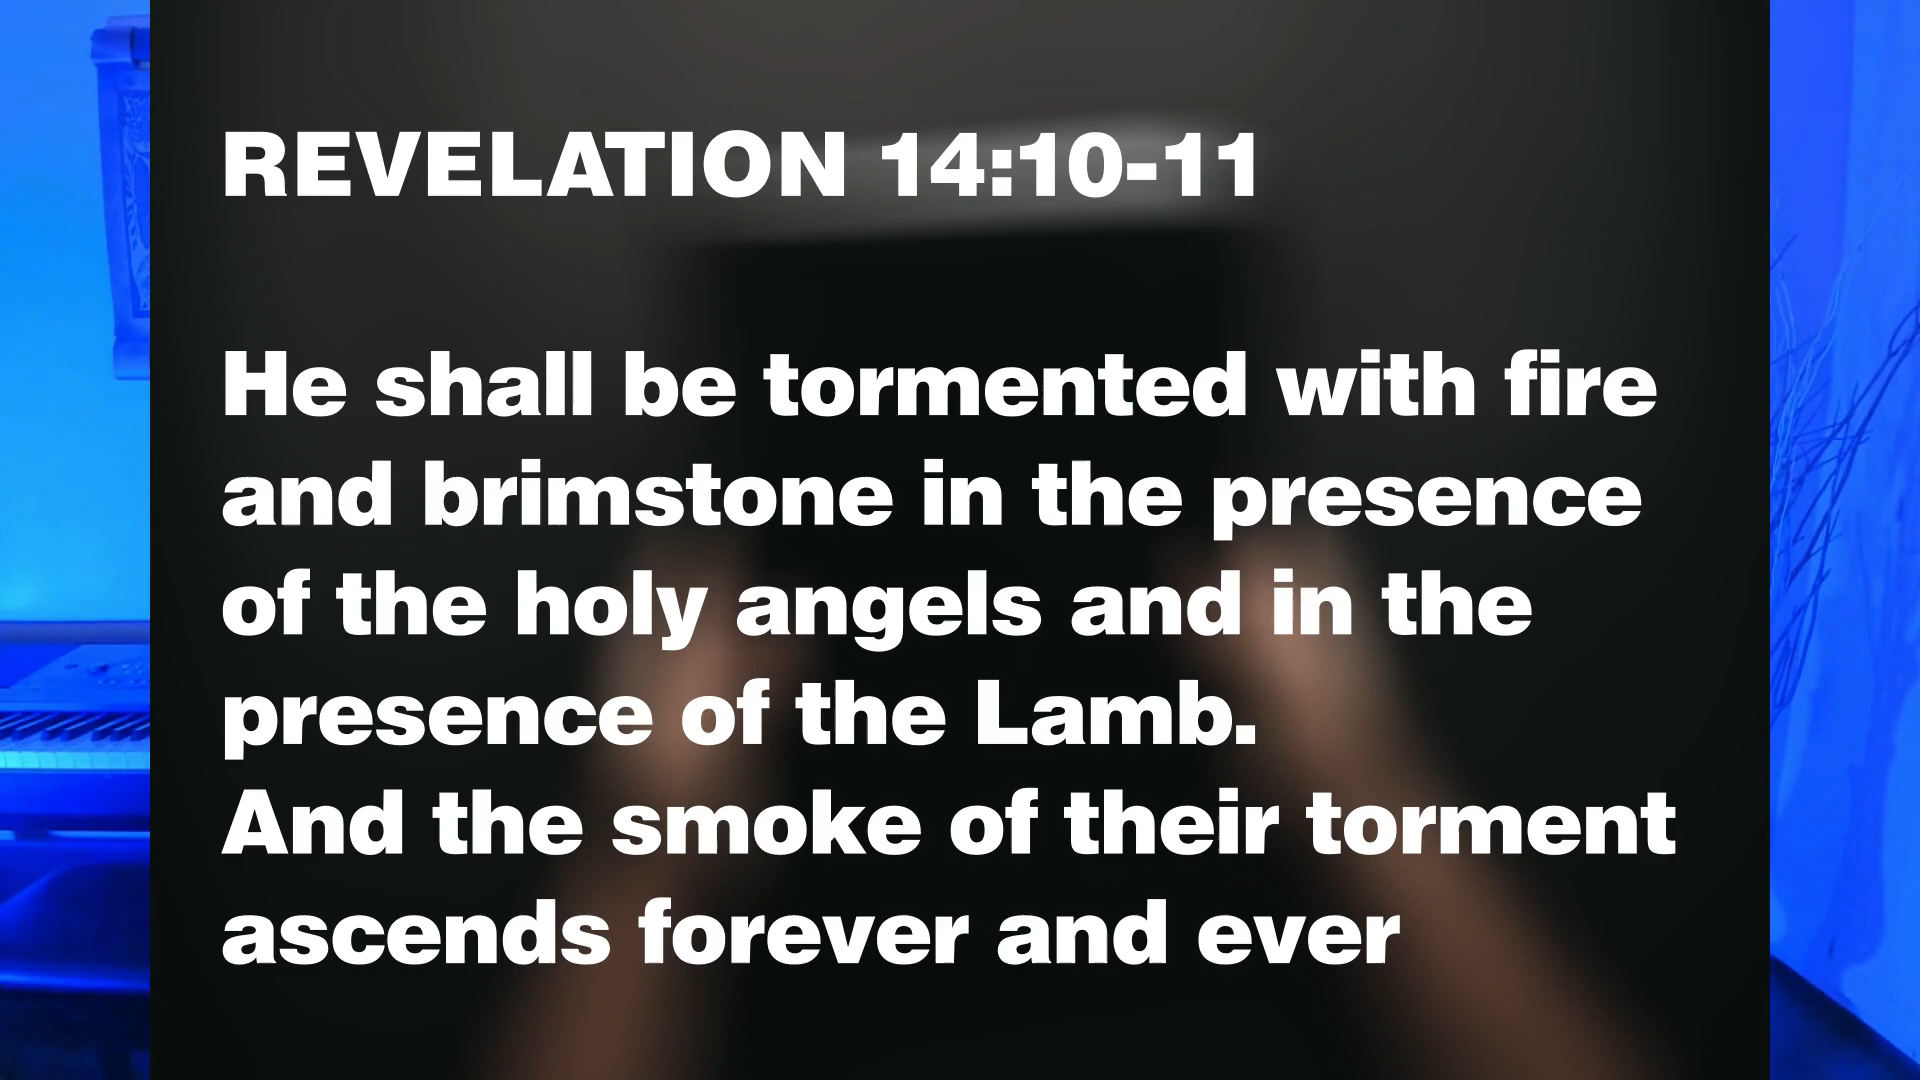 REVELATION 14:10-11
He shall be tormented with fire
and brimstone in the presence
of the holy angels and in the
presence of the Lamb.
And the smoke of their torment
ascends forever and ever